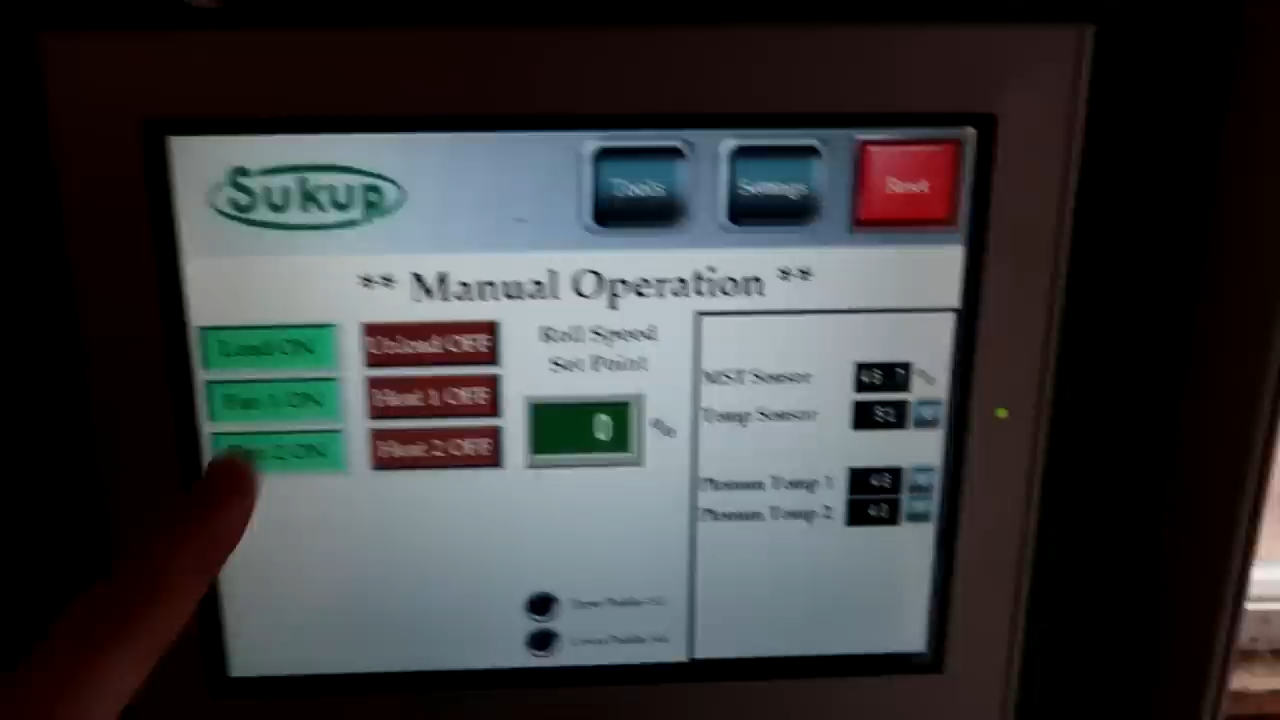 Sukup
Tools
Settings
Reset
** Manual Operation **
Load ON
Unload OFF
Fan 1 ON
Heat 1 OFF
Fan 2 ON
Heat 2 OFF
Roll Speed
Set Point
0 %
MST Sensor %
Temp Sensor
Plenum Temp 1
Plenum Temp 2